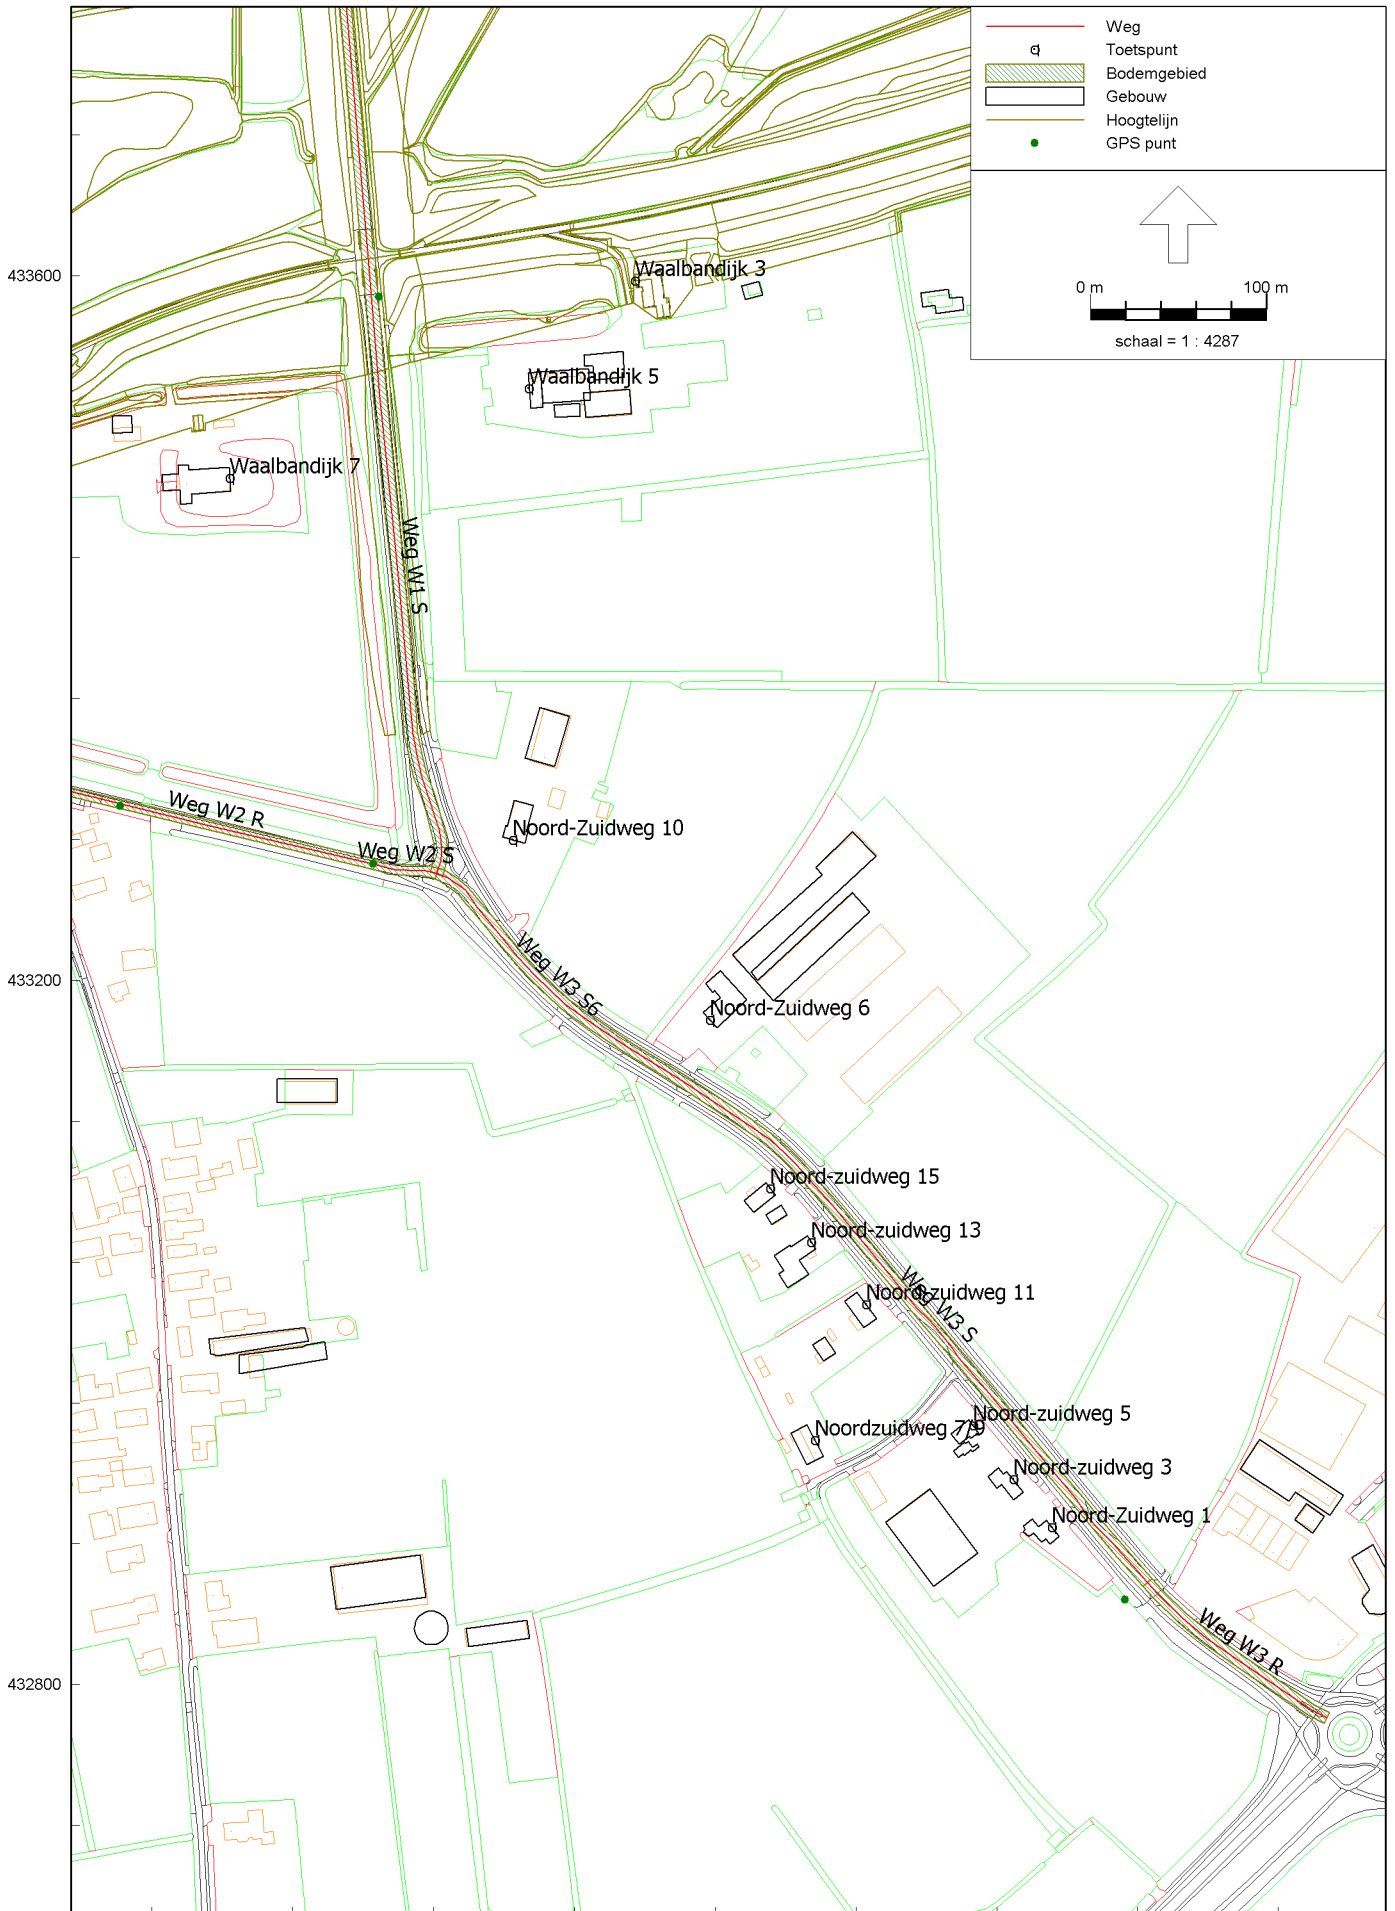 Weg
Toetspunt
Bodemgebied
Gebouw
Hoogtelijn
GPS punt
0 m 100 m
schaal = 1 : 4287
433600
Waalbandijk 3
Waalbandijk 5
Waalbandijk 7
Weg W1 S
Weg W2 R
Weg W2 S
Noord-Zuidweg 10
Weg W3 S6
433200
Noord-Zuidweg 6
Noord-zuidweg 15
Noord-zuidweg 13
Noord-zuidweg 11
Weg W3 S
Noord-zuidweg 5
Noordzuidweg 7/9
Noord-zuidweg 3
Noord-Zuidweg 1
Weg W3 R
432800